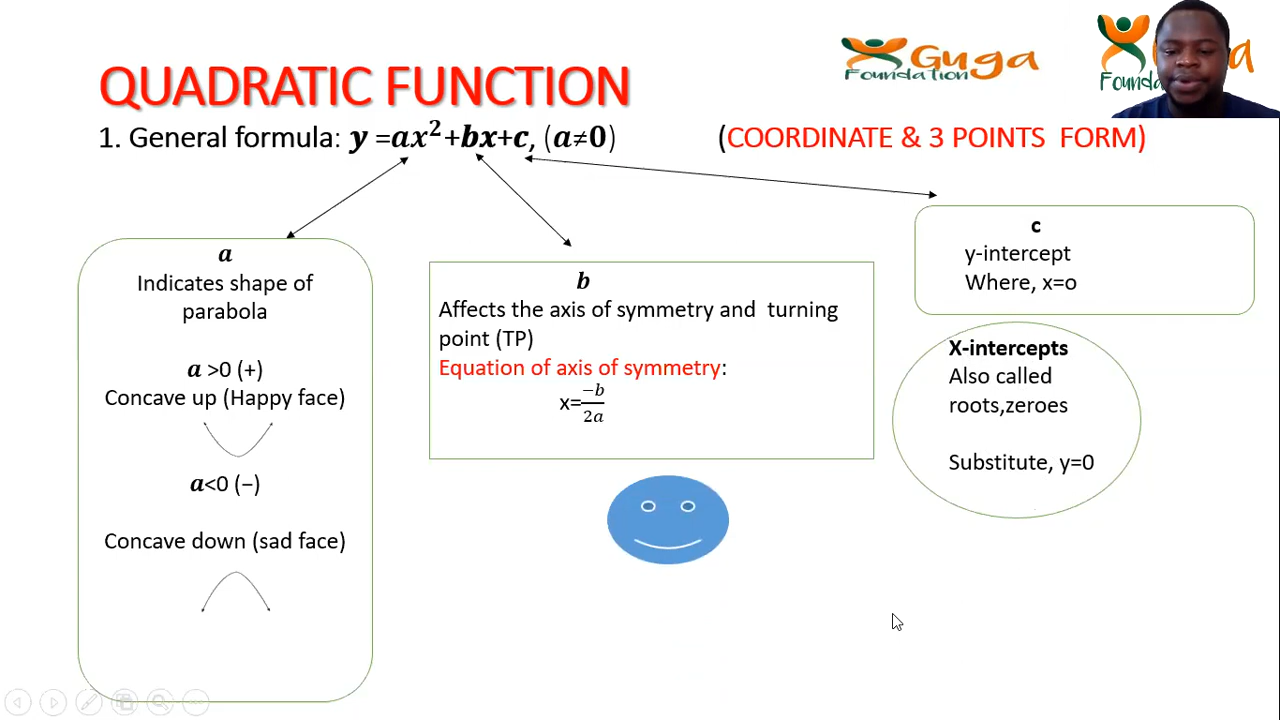 Guga
Foundation
Founda
QUADRATIC FUNCTION
1. General formula: y =ax²+bx+c, (a≠0)
(COORDINATE & 3 POINTS FORM)
a
Indicates shape of
parabola
a >0 (+)
Concave up (Happy face)
a<0 (−)
Concave down (sad face)
b
Affects the axis of symmetry and turning
point (TP)
Equation of axis of symmetry:
x=−b/2a
c
y-intercept
Where, x=o
X-intercepts
Also called
roots,zeroes
Substitute, y=0